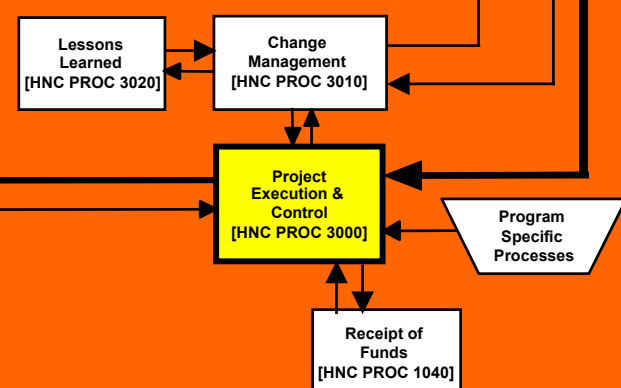 Lessons
Learned
[HNC PROC 3020]
Change
Management
[HNC PROC 3010]
Project
Execution &
Control
[HNC PROC 3000]
Program
Specific
Processes
Receipt of
Funds
[HNC PROC 1040]